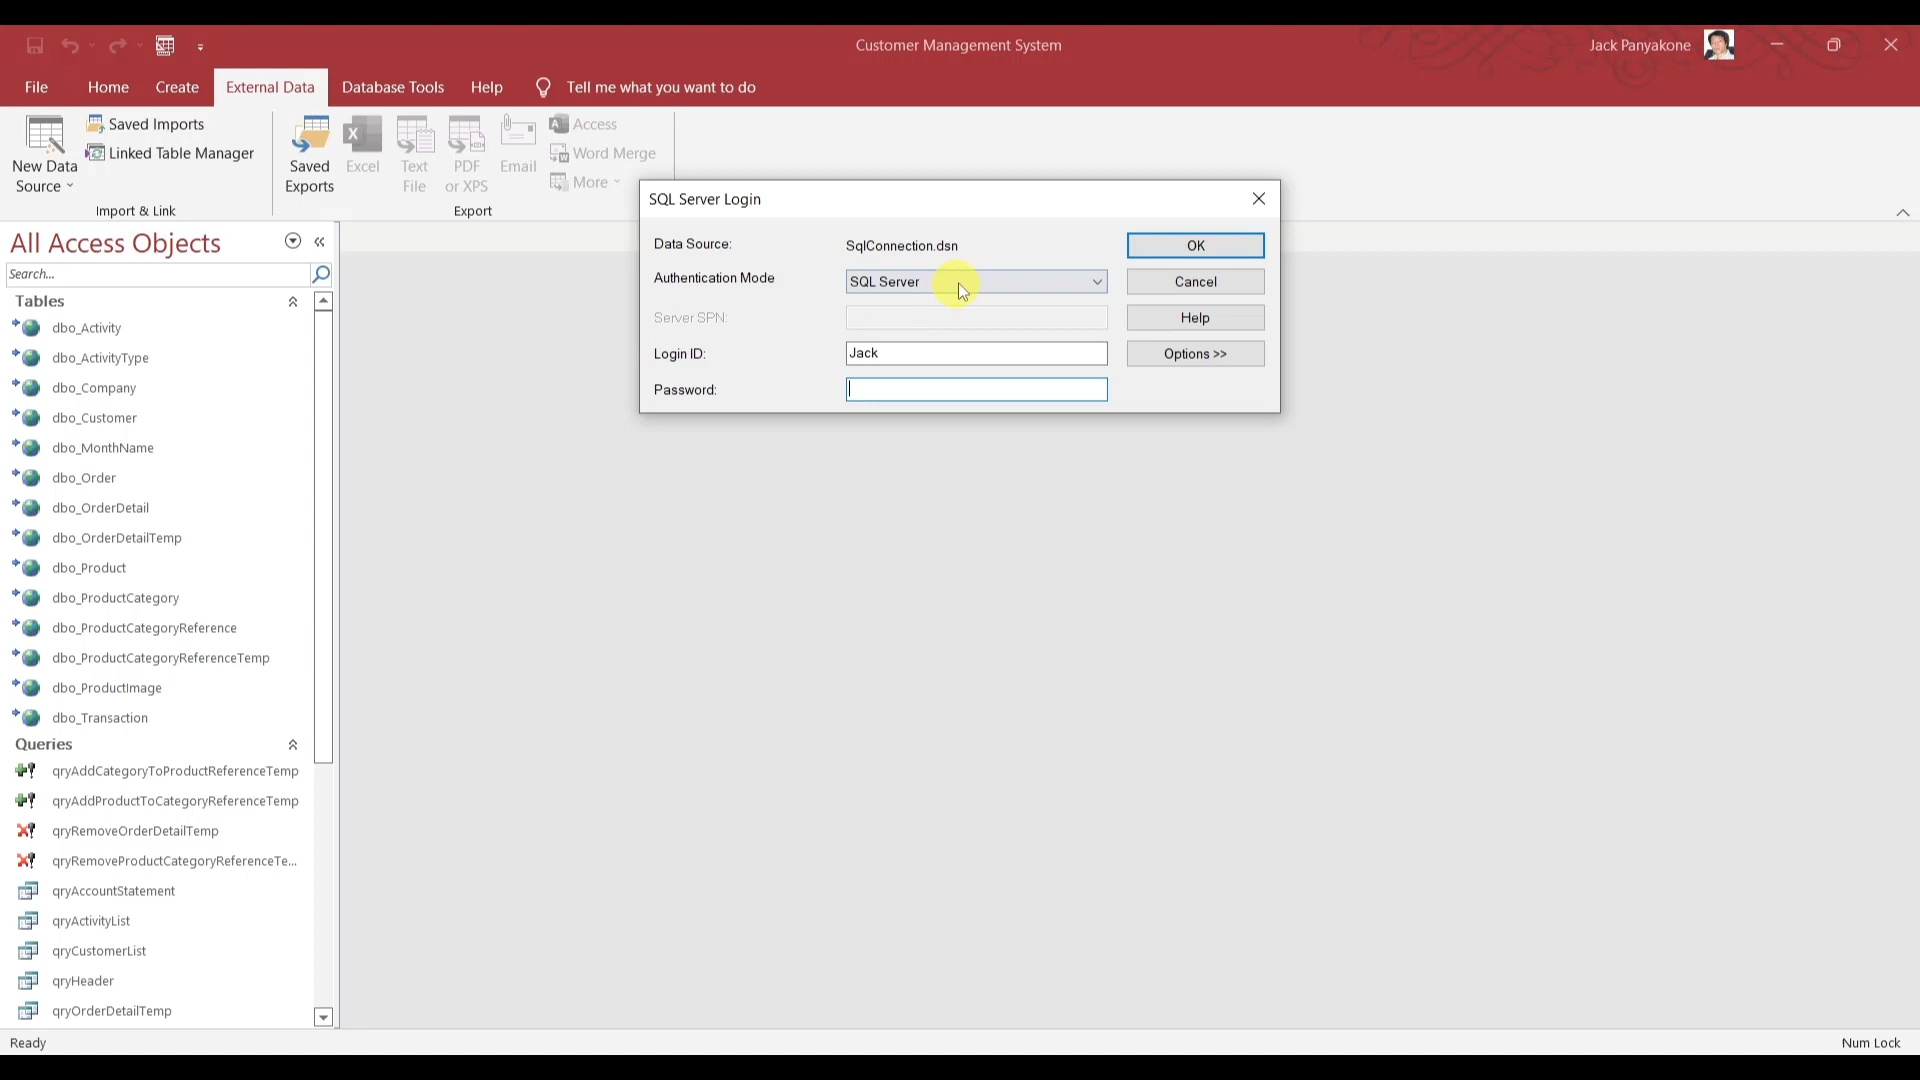 Customer Management System
Jack Panyakone
File Home Create External Data Database Tools Help Tell me what you want to do
New Data Source
Saved Imports
Linked Table Manager
Import & Link
Saved Exports
Excel
Text File
PDF or XPS
Email
Access
Word Merge
More
Export
SQL Server Login
Data Source: SqlConnection.dsn OK
Authentication Mode SQL Server Cancel
Server SPN: Help
Login ID: Jack Options >>
Password:
All Access Objects
Search...
Tables
dbo_Activity
dbo_ActivityType
dbo_Company
dbo_Customer
dbo_MonthName
dbo_Order
dbo_OrderDetail
dbo_OrderDetailTemp
dbo_Product
dbo_ProductCategory
dbo_ProductCategoryReference
dbo_ProductCategoryReferenceTemp
dbo_ProductImage
dbo_Transaction
Queries
qryAddCategoryToProductReferenceTemp
qryAddProductToCategoryReferenceTemp
qryRemoveOrderDetailTemp
qryRemoveProductCategoryReferenceTe...
qryAccountStatement
qryActivityList
qryCustomerList
qryHeader
qryOrderDetailTemp
Ready
Num Lock